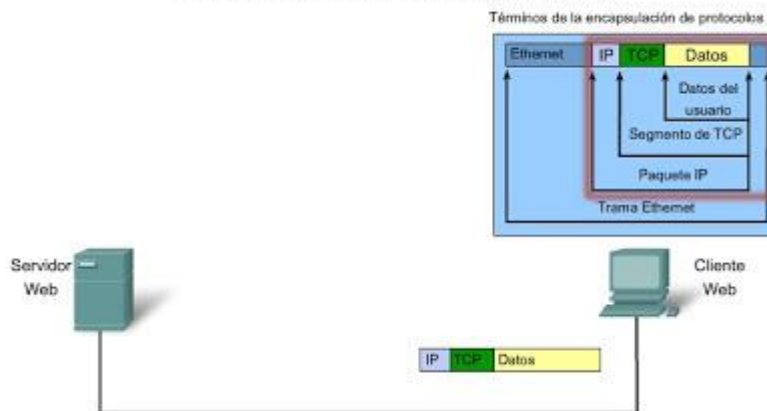 Términos de la encapsulación de protocolos
Ethernet IP TCP Datos
Datos del
usuario
Segmento de TCP
Paquete IP
Trama Ethernet
Servidor
Web
Cliente
Web
IP TCP Datos